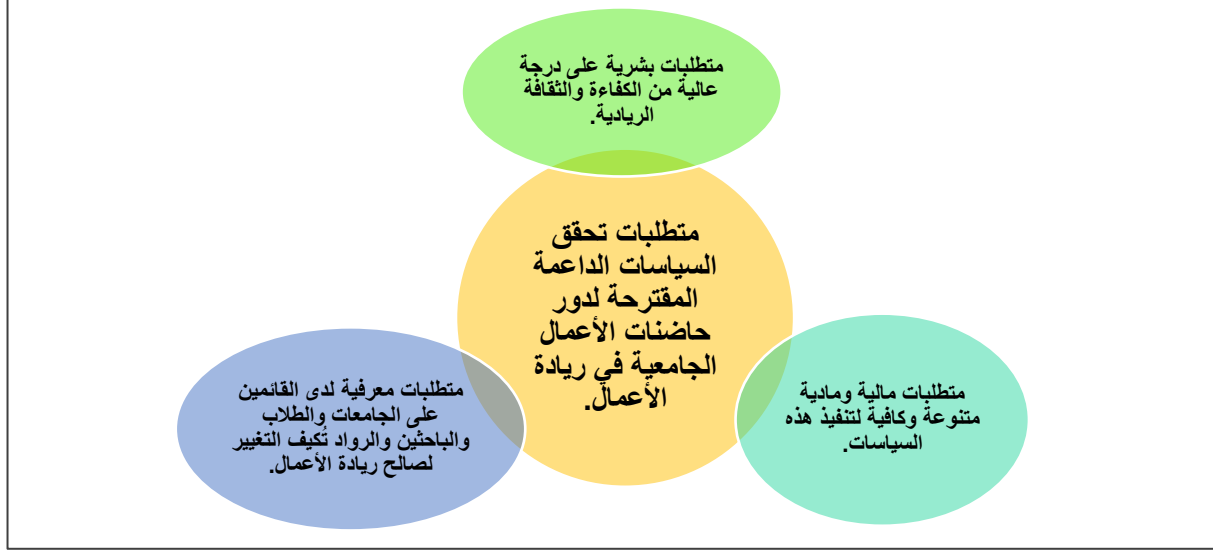 متطلبات بشرية على درجة
عالية من الكفاءة والثقافة
الريادية.
متطلبات تحقق
السياسات الداعمة
المقترحة لدور
حاضنات الأعمال
الجامعية في ريادة
الأعمال.
متطلبات مالية ومادية
متنوعة وكافية لتنفيذ هذه
السياسات.
متطلبات معرفية لدى القائمين
على الجامعات والطلاب
والباحثين والرواد تُكيف التغيير
لصالح ريادة الأعمال.